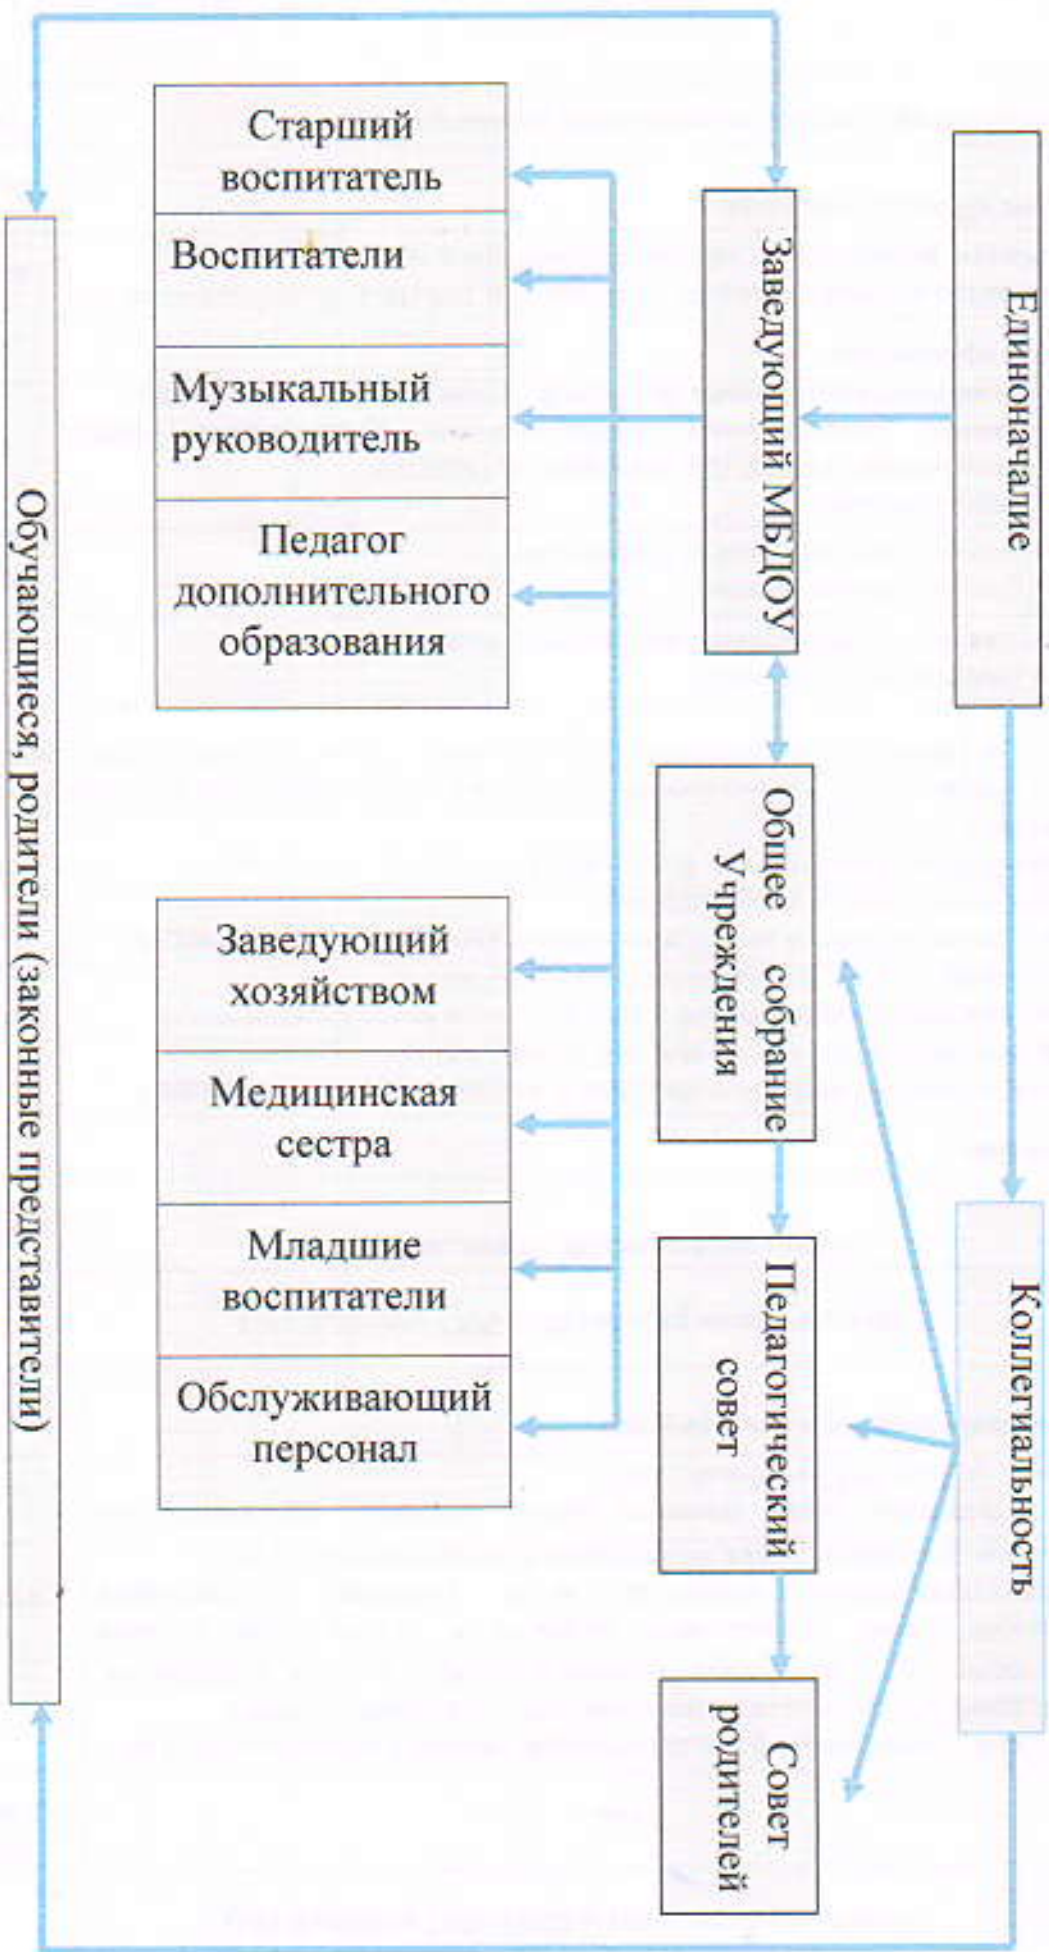 Единоначалие
Коллегиальность
Заведующий МБДОУ
Общее собрание
Учреждения
Педагогический
совет
Совет
родителей
Старший
воспитатель
Воспитатели
Музыкальный
руководитель
Педагог
дополнительного
образования
Заведующий
хозяйством
Медицинская
сестра
Младшие
воспитатели
Обслуживающий
персонал
Обучающиеся, родители (законные представители)